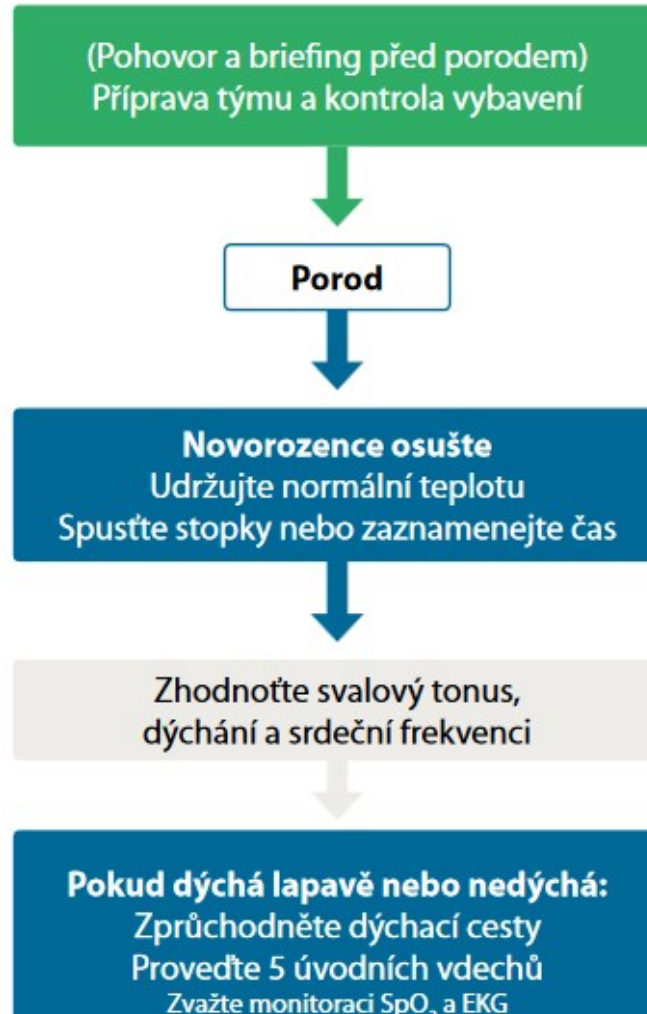 (Pohovor a briefing před porodem)
Příprava týmu a kontrola vybavení
Porod
Novorozence osušte
Udržujte normální teplotu
Spusťte stopky nebo zaznamenejte čas
Zhodnoťte svalový tonus,
dýchání a srdeční frekvenci
Pokud dýchá lapavě nebo nedýchá:
Zprůchodněte dýchací cesty
Proveďte 5 úvodních vdechů
Zvažte monitoraci SpO₂ a EKG